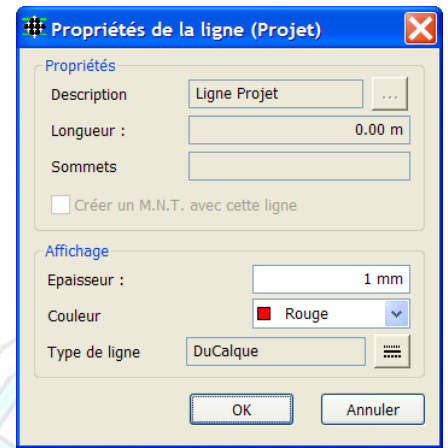 Propriétés de la ligne (Projet)
Propriétés
Description Ligne Projet ...
Longueur : 0.00 m
Sommets
Créer un M.N.T. avec cette ligne
Affichage
Epaisseur : 1 mm
Couleur Rouge
Type de ligne DuCalque
OK Annuler